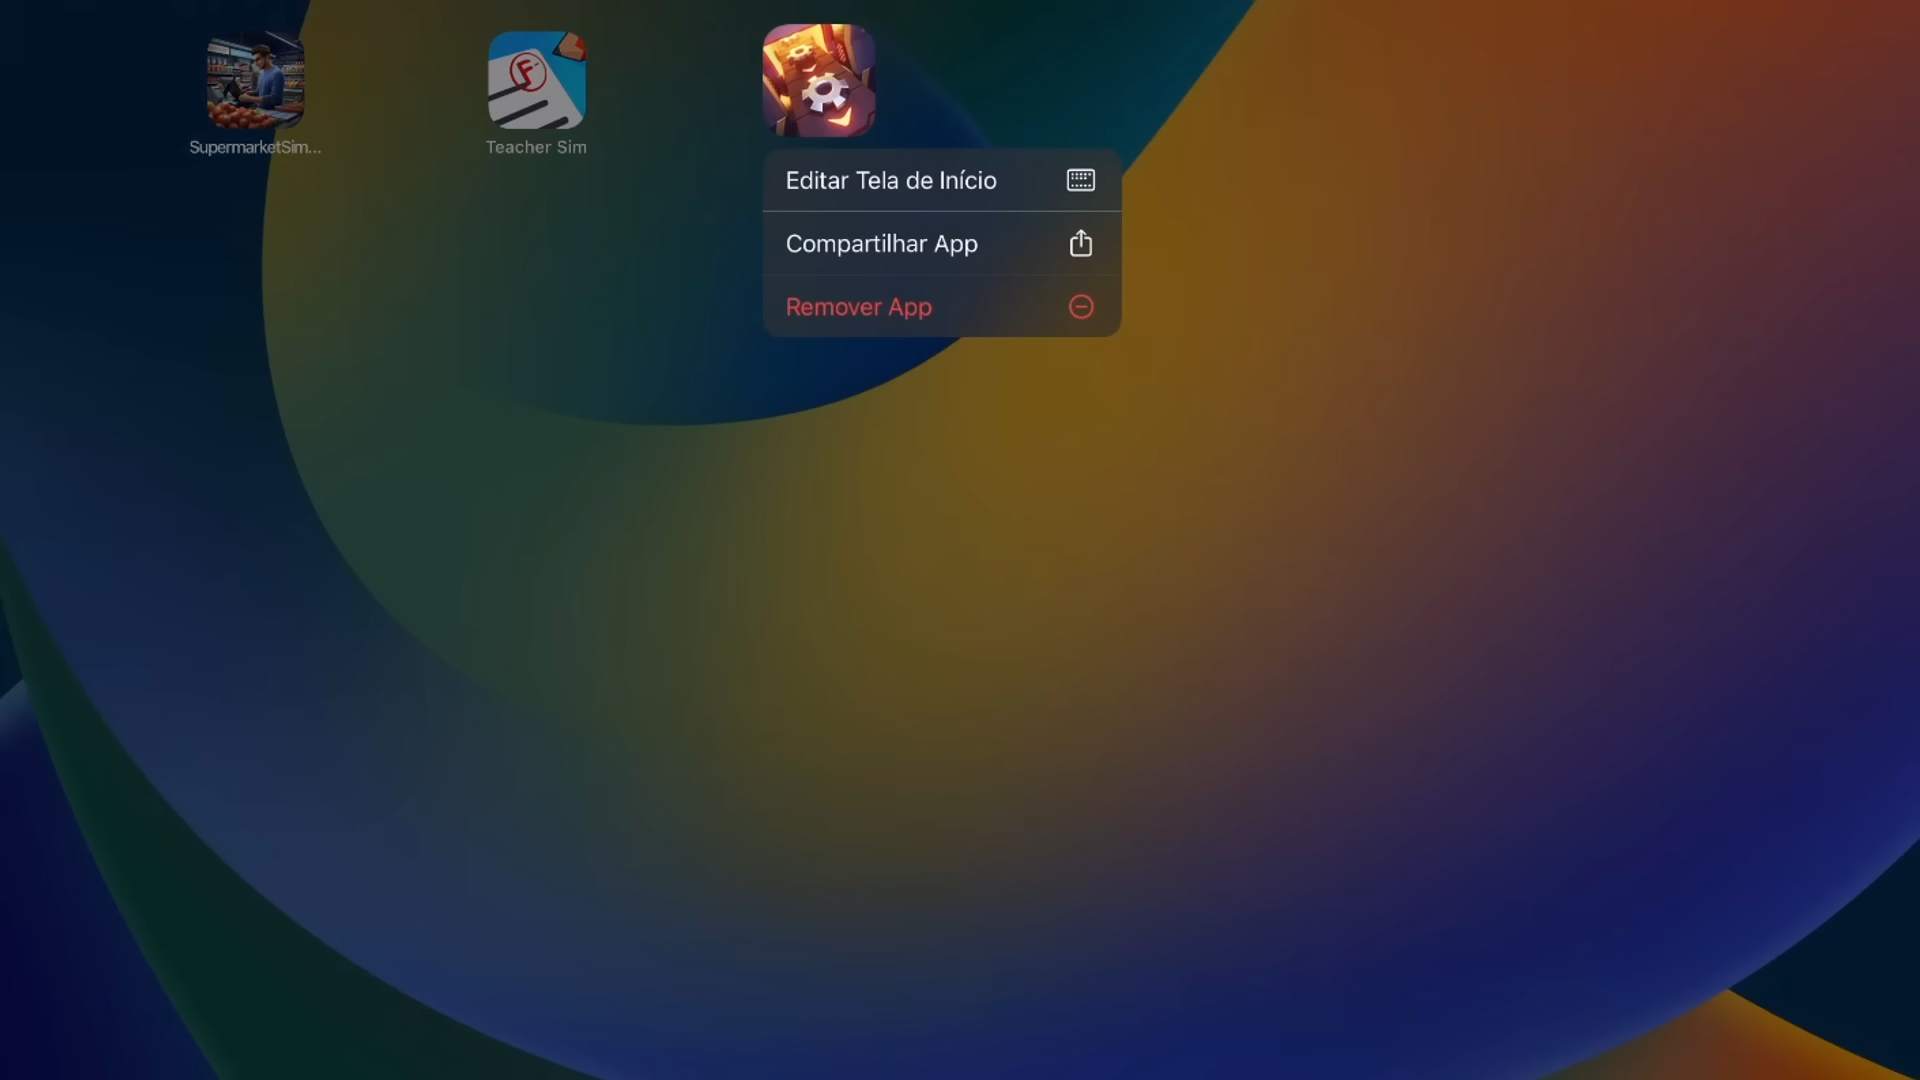 SupermarketSim...
Teacher Sim
F-
Editar Tela de Início
Compartilhar App
Remover App